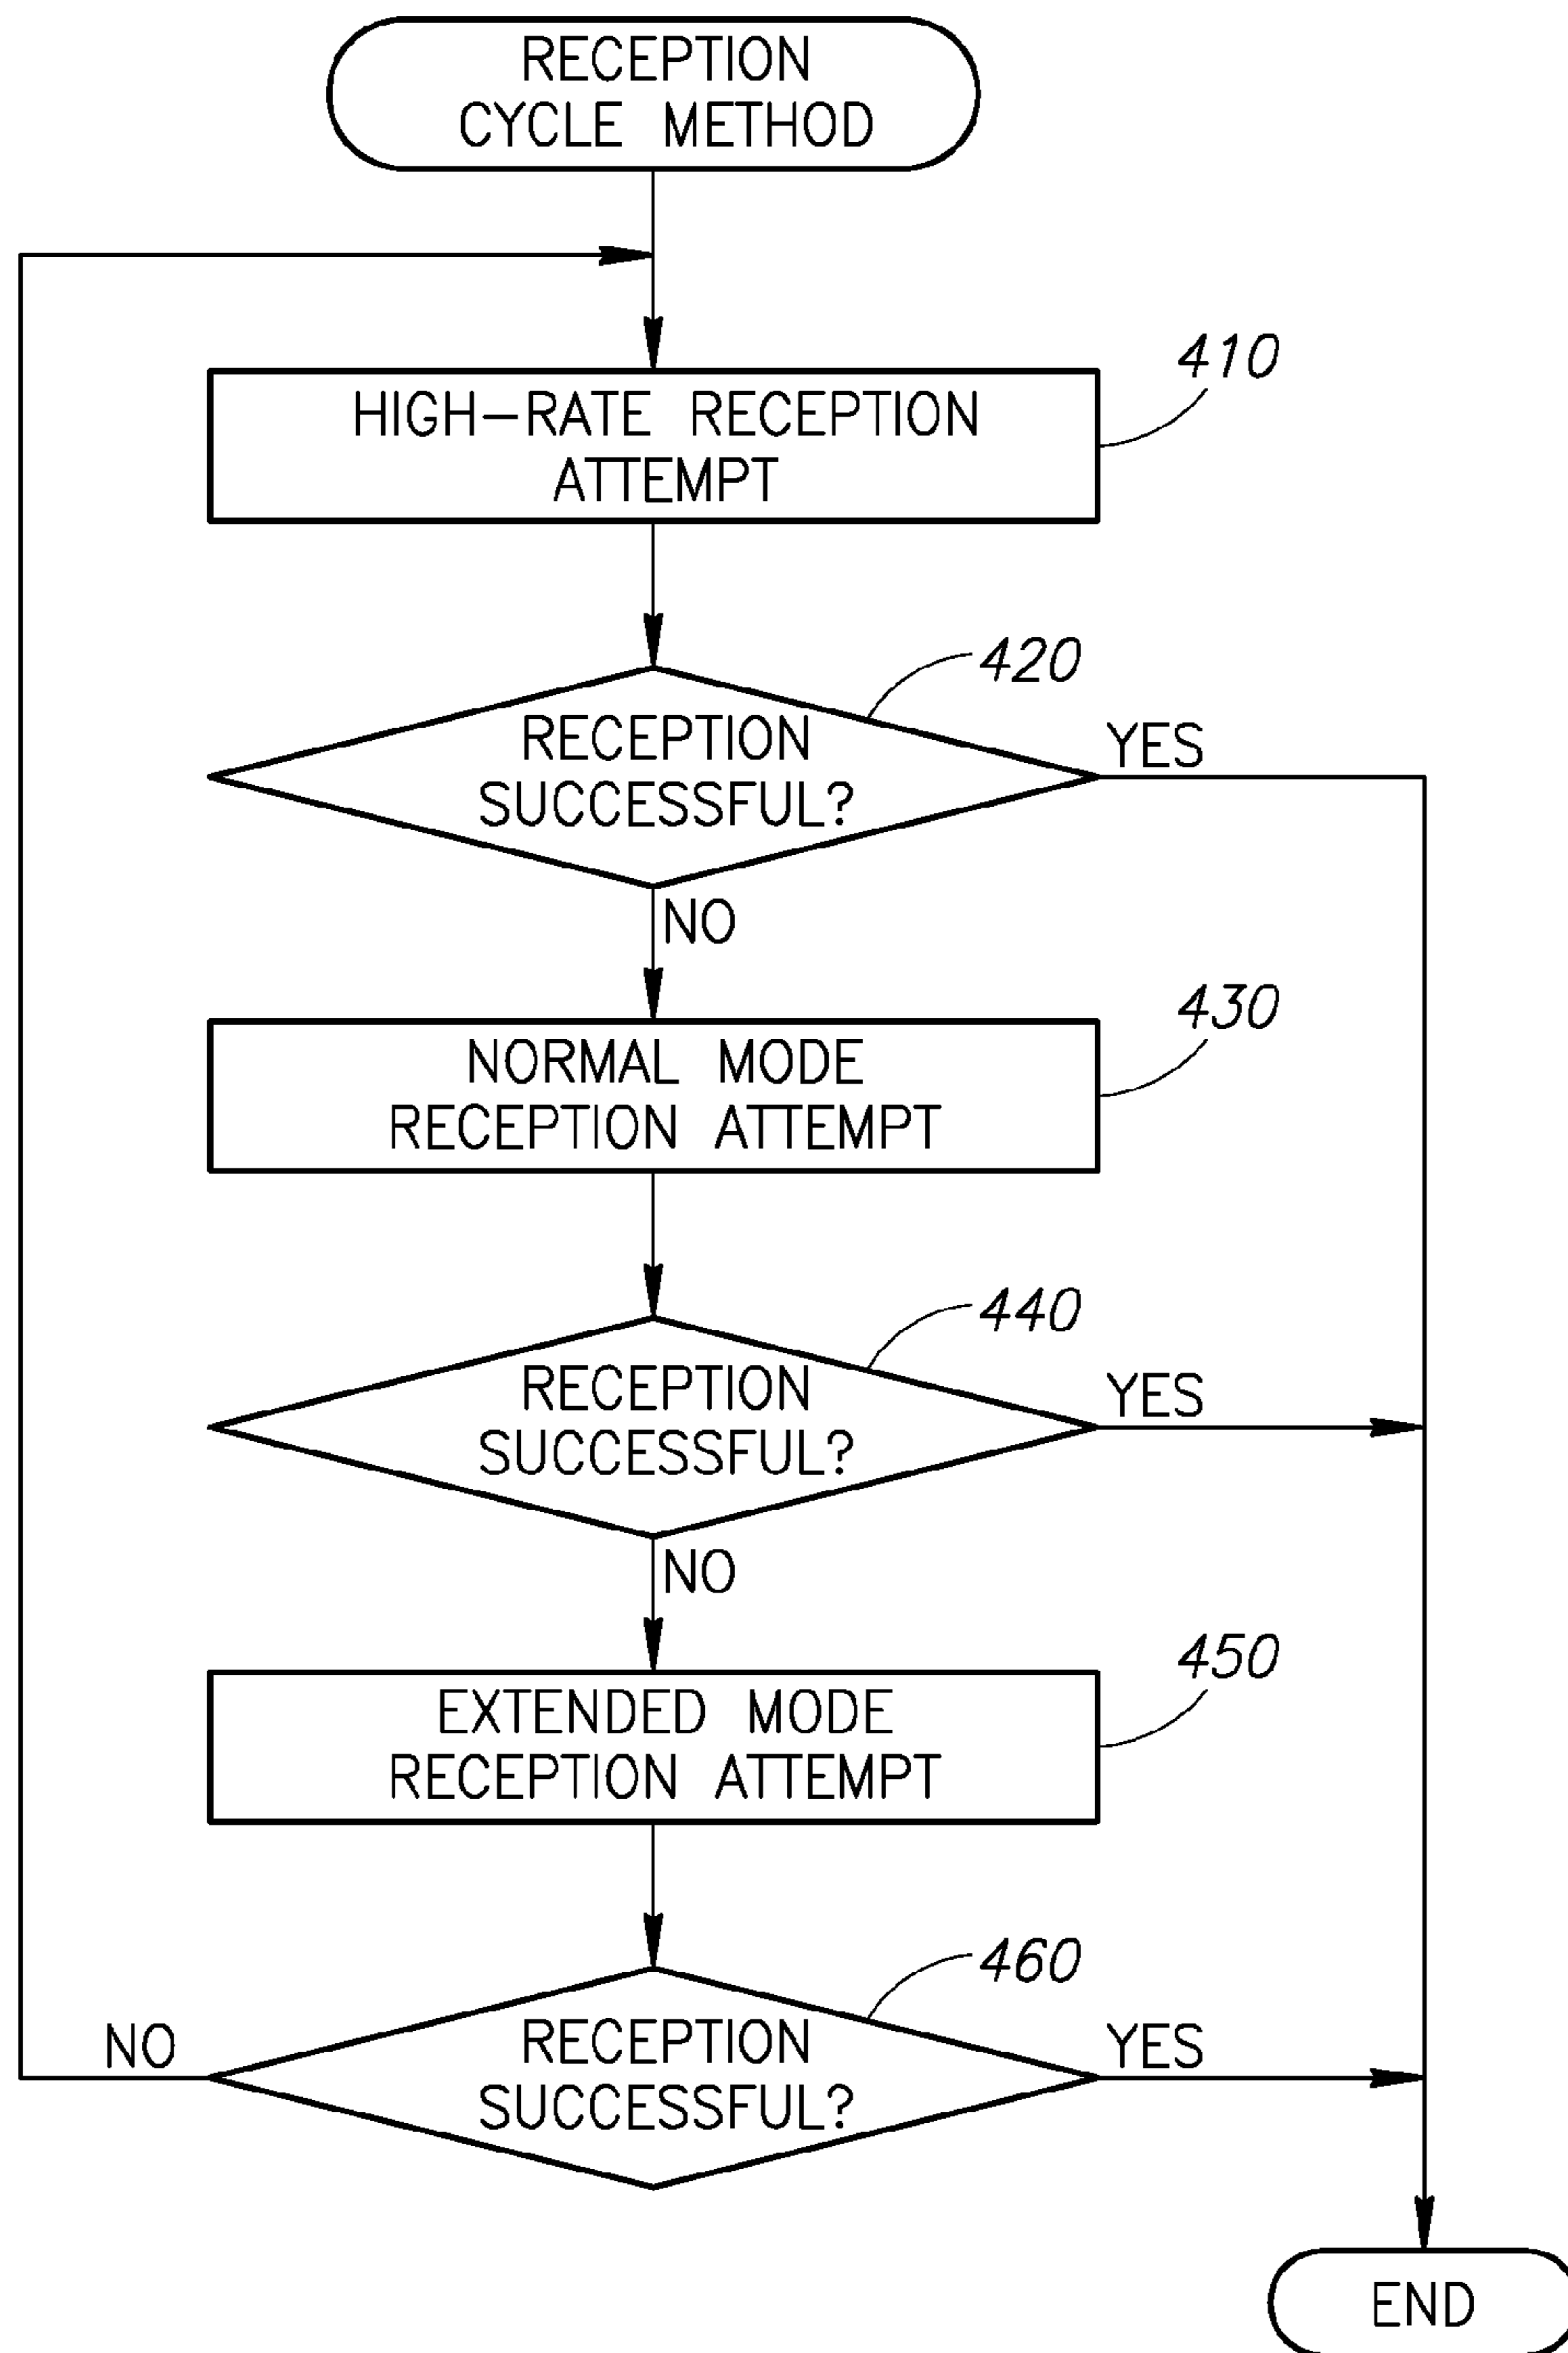 RECEPTION
CYCLE METHOD
HIGH-RATE RECEPTION
ATTEMPT
410
420
RECEPTION
SUCCESSFUL?
YES
NO
430
NORMAL MODE
RECEPTION ATTEMPT
440
RECEPTION
SUCCESSFUL?
YES
NO
450
EXTENDED MODE
RECEPTION ATTEMPT
460
NO
RECEPTION
SUCCESSFUL?
YES
END